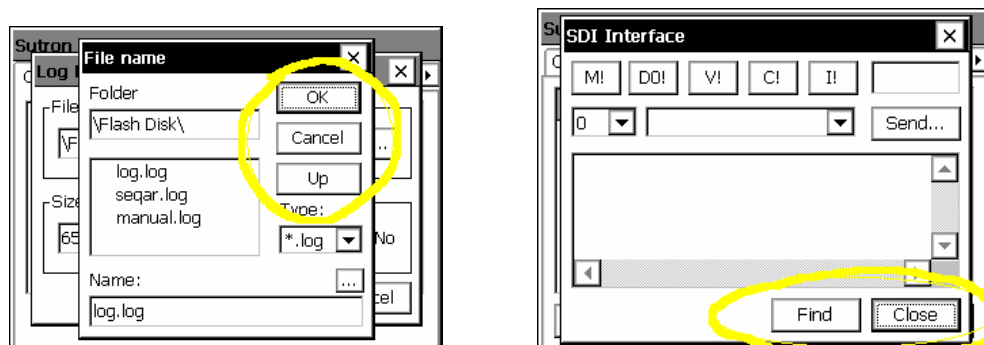 Sutron
File name
Log
Folder
OK
File
\Flash Disk\
Cancel
\F
..
log.log
seqar.log
manual.log
Up
Size
Type:
65
*.log
No
Name:
...
cel
log.log
SDI Interface
M! D0! V! C! I!
0
Send...
Find Close